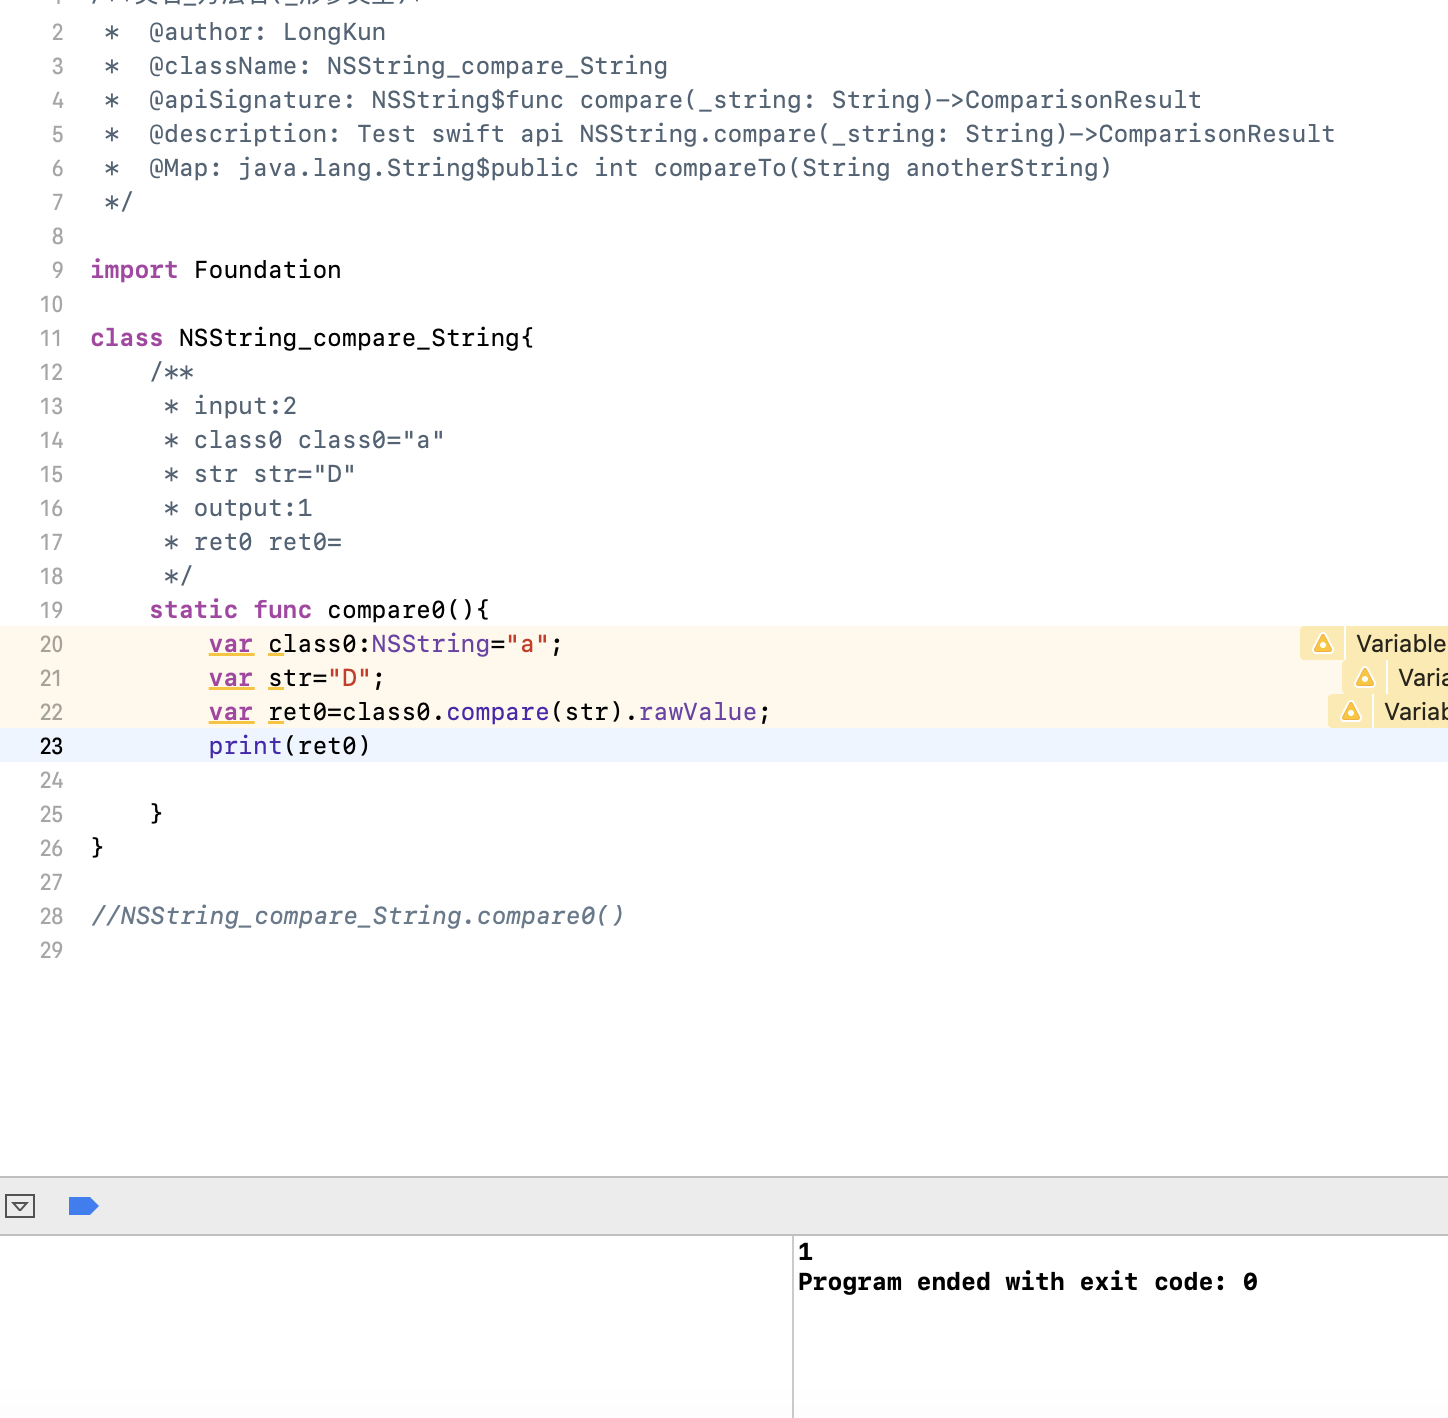 2 * @author: LongKun
3 * @className: NSString_compare_String
4 * @apiSignature: NSString$func compare(_string: String)->ComparisonResult
5 * @description: Test swift api NSString.compare(_string: String)->ComparisonResult
6 * @Map: java.lang.String$public int compareTo(String anotherString)
7 */
8
9 import Foundation
10
11 class NSString_compare_String{
12 /**
13 * input:2
14 * class0 class0="a"
15 * str str="D"
16 * output:1
17 * ret0 ret0=
18 */
19 static func compare0(){
20 var class0:NSString="a"; Variable
21 var str="D"; Varia
22 var ret0=class0.compare(str).rawValue; Variab
23 print(ret0)
24
25 }
26 }
27
28 //NSString_compare_String.compare0()
29
1
Program ended with exit code: 0